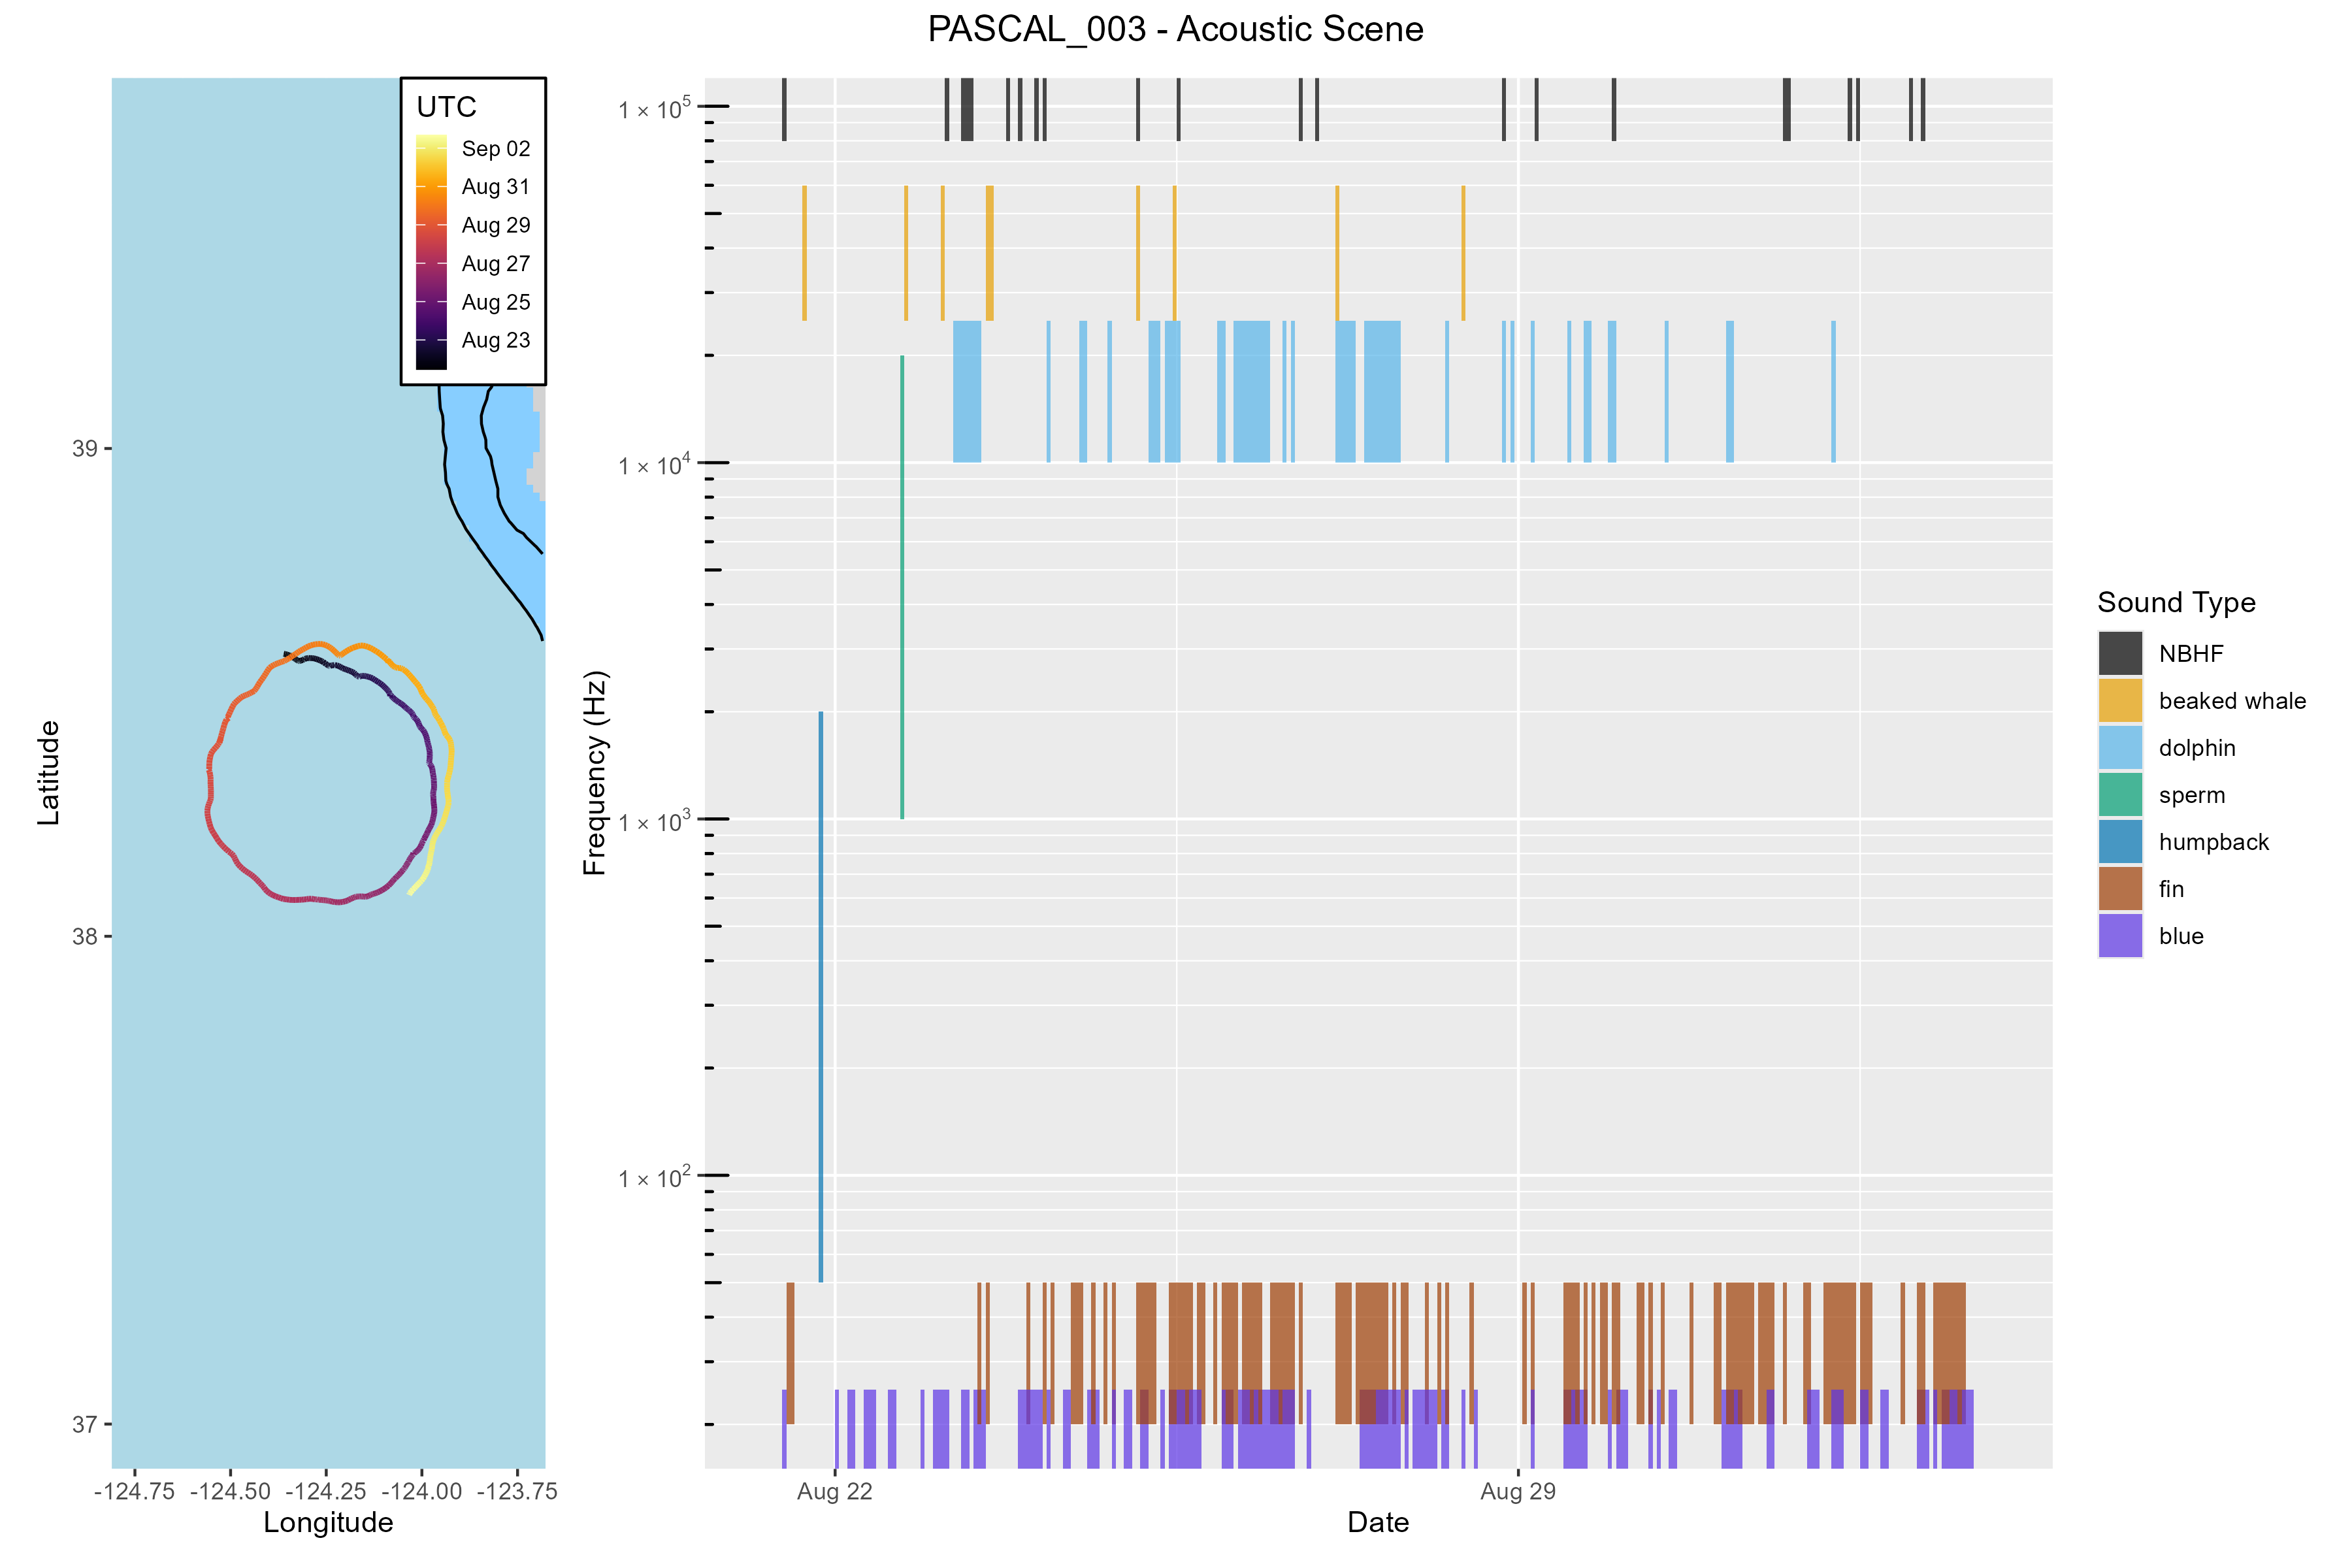 PASCAL_003 - Acoustic Scene
UTC
Sep 02
Aug 31
Aug 29
Aug 27
Aug 25
Aug 23
39
38
37
Latitude
-124.75 -124.50 -124.25 -124.00 -123.75
Longitude
1 × 10⁵
1 × 10⁴
1 × 10³
1 × 10²
Frequency (Hz)
Aug 22 Aug 29
Date
Sound Type
NBHF
beaked whale
dolphin
sperm
humpback
fin
blue